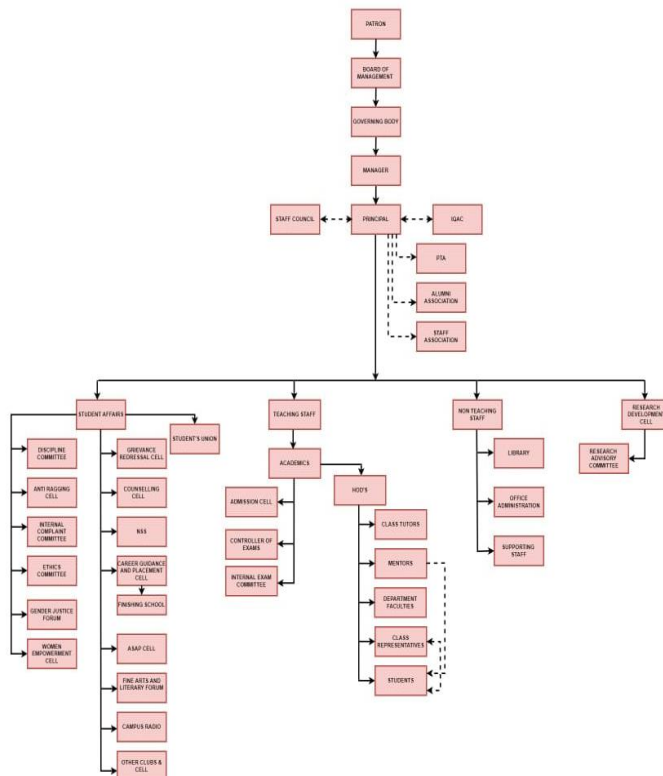 PATRON
BOARD OF
MANAGEMENT
GOVERNING BODY
MANAGER
STAFF COUNCIL
PRINCIPAL
IQAC
PTA
ALUMNI
ASSOCIATION
STAFF
ASSOCIATION
STUDENT AFFAIRS
TEACHING STAFF
NON TEACHING
STAFF
RESEARCH
DEVELOPMENT
CELL
STUDENT'S UNION
DISCIPLINE
COMMITTEE
ANTI RAGGING
CELL
INTERNAL
COMPLAINT
COMMITTEE
ETHICS
COMMITTEE
GENDER JUSTICE
FORUM
WOMEN
EMPOWERMENT
CELL
GRIEVANCE
REDRESSAL CELL
COUNSELLING
CELL
NSS
CAREER GUIDANCE
AND PLACEMENT
CELL
FINISHING SCHOOL
ASAP CELL
FINE ARTS AND
LITERARY FORUM
CAMPUS RADIO
OTHER CLUBS &
CELL
ACADEMICS
ADMISSION CELL
CONTROLLER OF
EXAMS
INTERNAL EXAM
COMMITTEE
HOD'S
CLASS TUTORS
MENTORS
DEPARTMENT
FACULTIES
CLASS
REPRESENTATIVES
STUDENTS
LIBRARY
OFFICE
ADMINISTRATION
SUPPORTING
STAFF
RESEARCH
ADVISORY
COMMITTEE